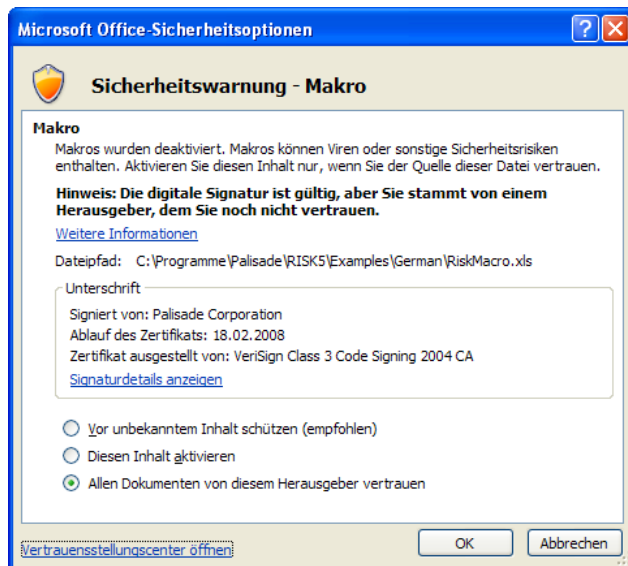 Microsoft Office-Sicherheitsoptionen
Sicherheitswarnung - Makro
Makro
Makros wurden deaktiviert. Makros können Viren oder sonstige Sicherheitsrisiken
enthalten. Aktivieren Sie diesen Inhalt nur, wenn Sie der Quelle dieser Datei vertrauen.
Hinweis: Die digitale Signatur ist gültig, aber Sie stammt von einem
Herausgeber, dem Sie noch nicht vertrauen.
Weitere Informationen
Dateipfad: C:\Programme\Palisade\RISK5\Examples\German\RiskMacro.xls
Unterschrift
Signiert von: Palisade Corporation
Ablauf des Zertifikats: 18.02.2008
Zertifikat ausgestellt von: VeriSign Class 3 Code Signing 2004 CA
Signaturdetails anzeigen
Vor unbekanntem Inhalt schützen (empfohlen)
Diesen Inhalt aktivieren
Allen Dokumenten von diesem Herausgeber vertrauen
Vertrauensstellungscenter öffnen
OK
Abbrechen